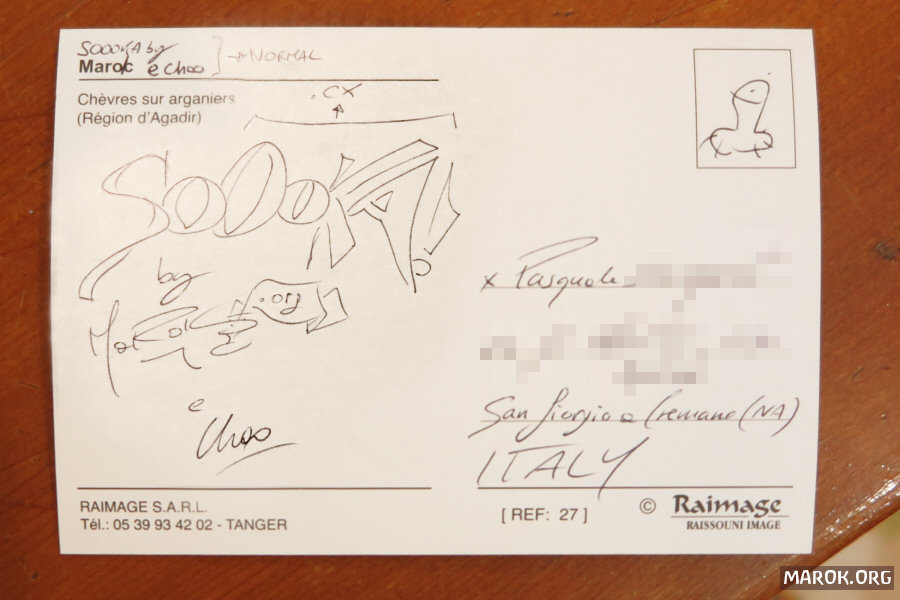 SOOOKA by
Maroc e Choo → NORMAL
Chèvres sur arganiers
(Région d'Agadir)
.CX
SoDoKA!
by
.org
e
Choo
x Pasquale
San Giorgio a Cremano (NA)
ITALY
RAIMAGE S.A.R.L.
Tél.: 05 39 93 42 02 - TANGER
[ REF: 27 ]
© Raimage
RAISSOUNI IMAGE
MAROK.ORG